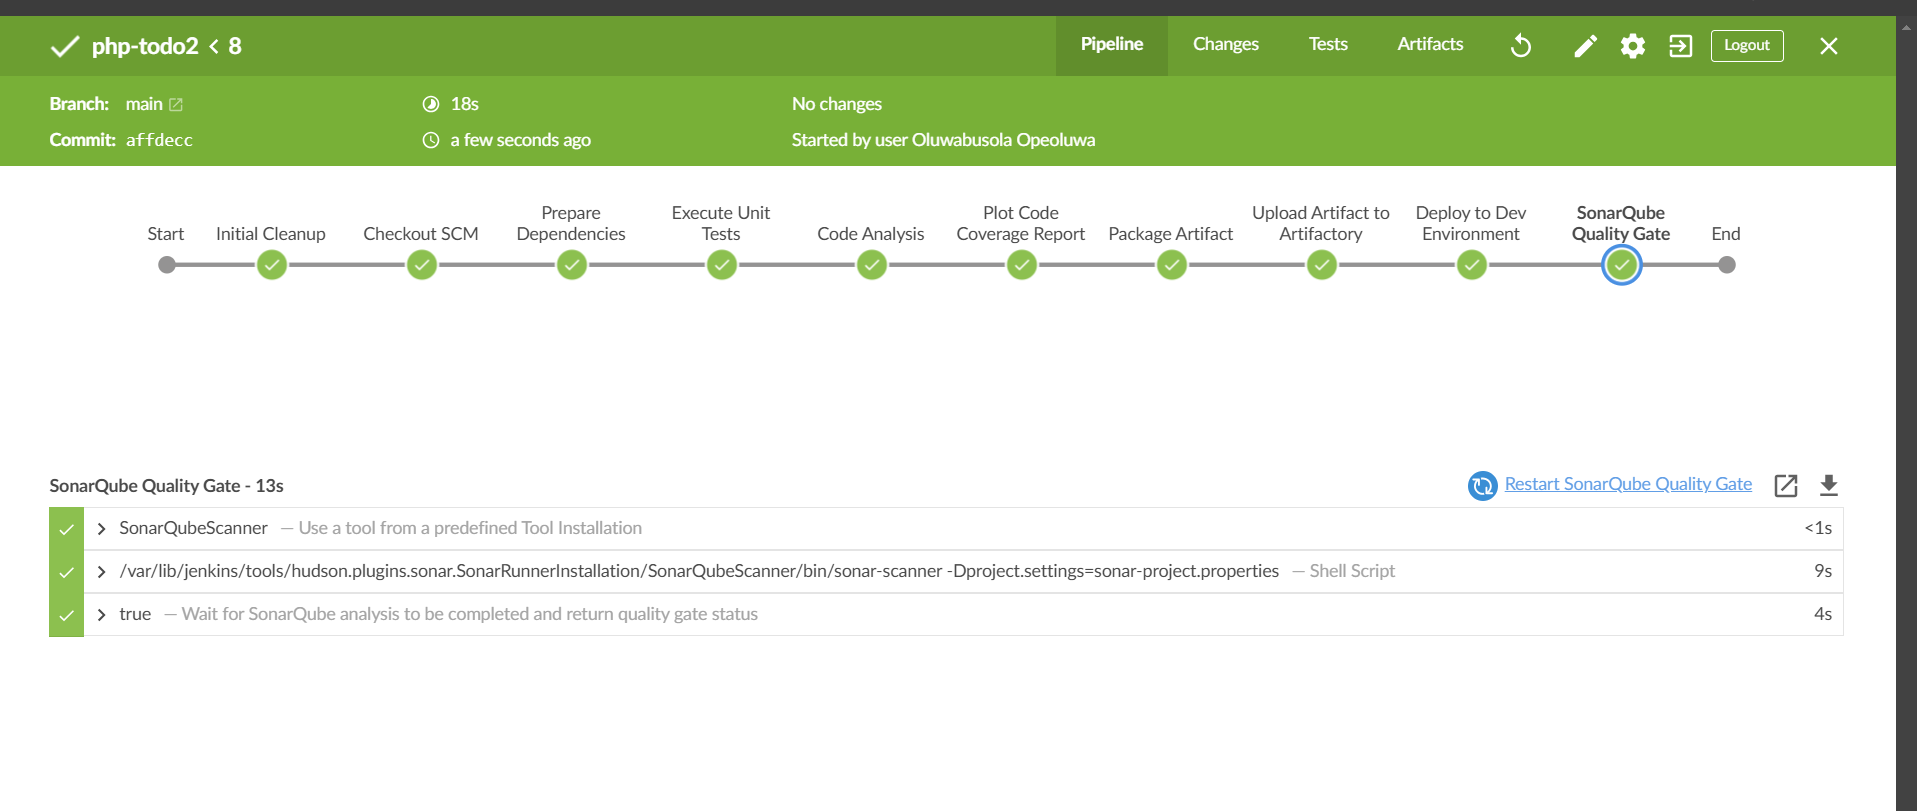 php-todo2 < 8
Pipeline
Changes
Tests
Artifacts
Logout
Branch: main
18s
No changes
Commit: affdecc
a few seconds ago
Started by user Oluwabusola Opeoluwa
Start
Initial Cleanup
Checkout SCM
Prepare
Dependencies
Execute Unit
Tests
Code Analysis
Plot Code
Coverage Report
Package Artifact
Upload Artifact to
Artifactory
Deploy to Dev
Environment
SonarQube
Quality Gate
End
SonarQube Quality Gate - 13s
Restart SonarQube Quality Gate
SonarQubeScanner — Use a tool from a predefined Tool Installation <1s
/var/lib/jenkins/tools/hudson.plugins.sonar.SonarRunnerInstallation/SonarQubeScanner/bin/sonar-scanner -Dproject.settings=sonar-project.properties — Shell Script 9s
true — Wait for SonarQube analysis to be completed and return quality gate status 4s